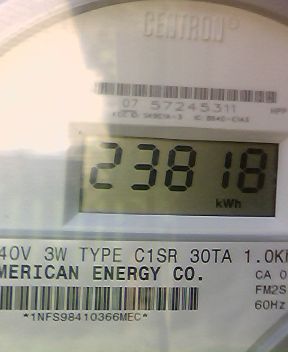 CENTRON®
07 57245311
23818
kWh
40V 3W TYPE C1SR 30TA 1.0K
MERICAN ENERGY CO.
CA 0
FM2S
60Hz
*1NFS98410366MEC*